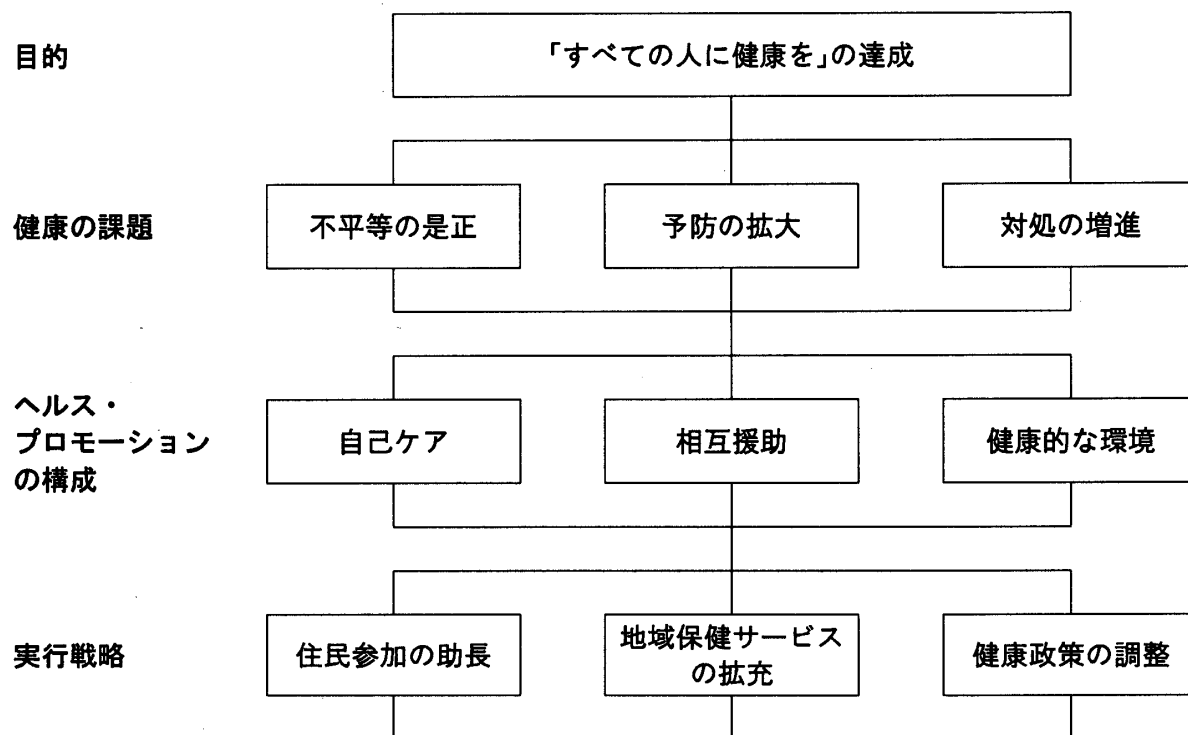 目的
「すべての人に健康を」の達成
健康の課題
不平等の是正
予防の拡大
対処の増進
ヘルス・
プロモーション
の構成
自己ケア
相互援助
健康的な環境
実行戦略
住民参加の助長
地域保健サービス
の拡充
健康政策の調整